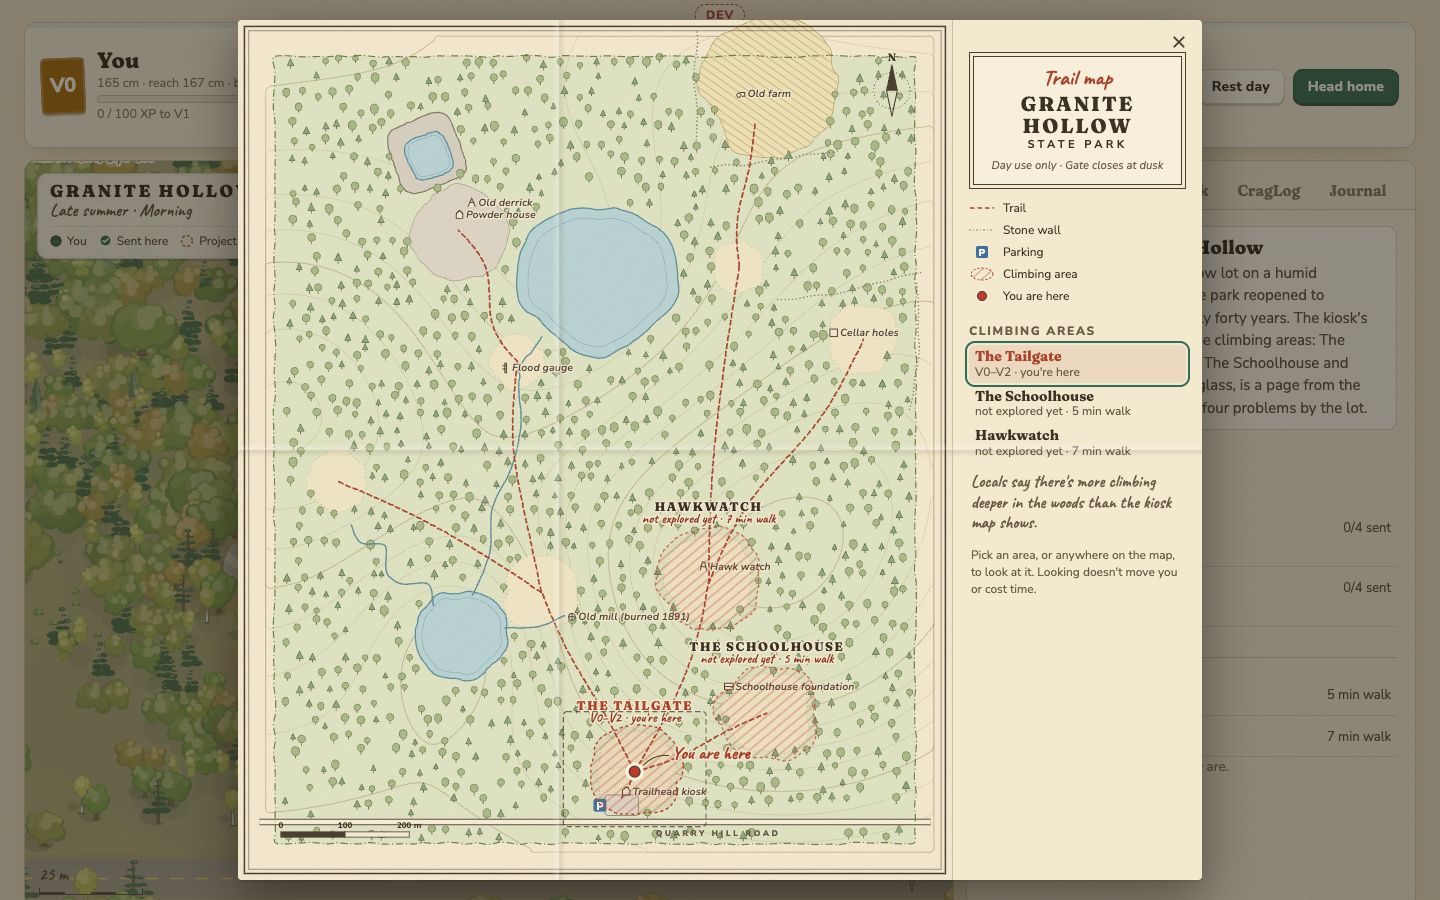 DEV
V0
You
165 cm · reach 167 cm ·
0 / 100 XP to V1
Rest day
Head home
GRANITE HOLLOW
Late summer · Morning
You
Sent here
Project
25 m
CragLog
Journal
Hollow
lot on a humid
park reopened to
forty years. The kiosk's
climbing areas: The
The Schoolhouse and
glass, is a page from the
four problems by the lot.
0/4 sent
0/4 sent
5 min walk
7 min walk
are.
N
Old farm
Old derrick
Powder house
Cellar holes
Flood gauge
HAWKWATCH
not explored yet · 7 min walk
Hawk watch
Old mill (burned 1891)
THE SCHOOLHOUSE
not explored yet · 5 min walk
Schoolhouse foundation
THE TAILGATE
V0–V2 · you're here
You are here
Trailhead kiosk
P
0 100 200 m
QUARRY HILL ROAD
×
Trail map
GRANITE
HOLLOW
STATE PARK
Day use only · Gate closes at dusk
Trail
Stone wall
P Parking
Climbing area
You are here
CLIMBING AREAS
The Tailgate
V0–V2 · you're here
The Schoolhouse
not explored yet · 5 min walk
Hawkwatch
not explored yet · 7 min walk
Locals say there's more climbing
deeper in the woods than the kiosk
map shows.
Pick an area, or anywhere on the map,
to look at it. Looking doesn't move you
or cost time.